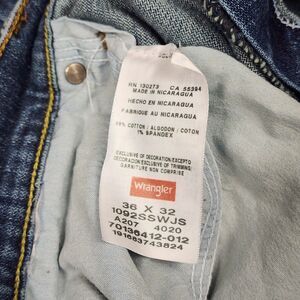 RN 130273 CA 55394
MADE IN NICARAGUA
HECHO EN NICARAGUA
FABRIQUE AU NICARAGUA
99% COTTON / ALGODON / COTON
1% SPANDEX
EXCLUSIVE OF DECORATION/EXCEPTO
DECORACION/EXCLUSIVE DE TRIMMING OF
GARNITURE NON COMPRISE
Wrangler
36 X 32
1092SSWJS
A207 4020
70136412-012
191663743824